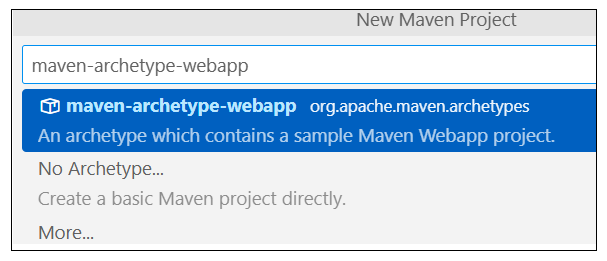 New Maven Project
maven-archetype-webapp
maven-archetype-webapp org.apache.maven.archetypes
An archetype which contains a sample Maven Webapp project.
No Archetype...
Create a basic Maven project directly.
More...